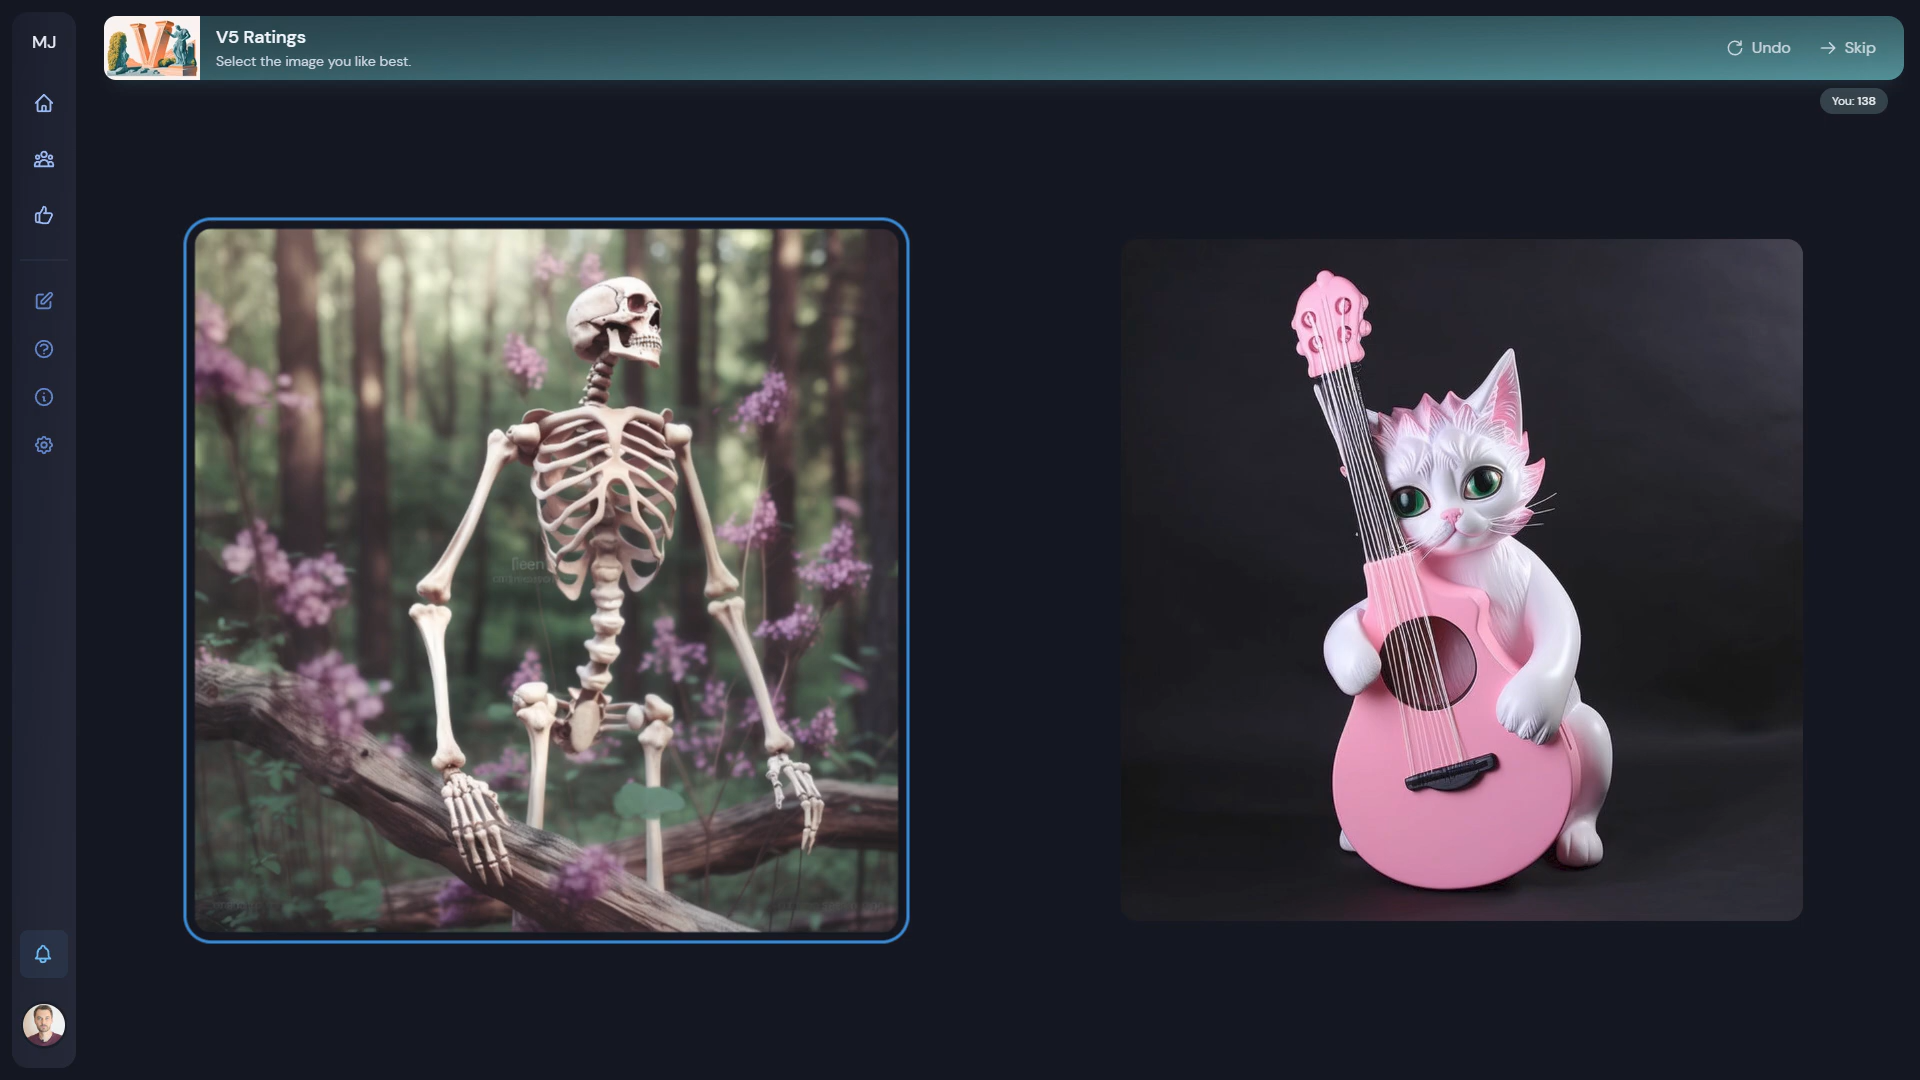 MJ
V5 Ratings
Select the image you like best.
Undo
Skip
You: 138